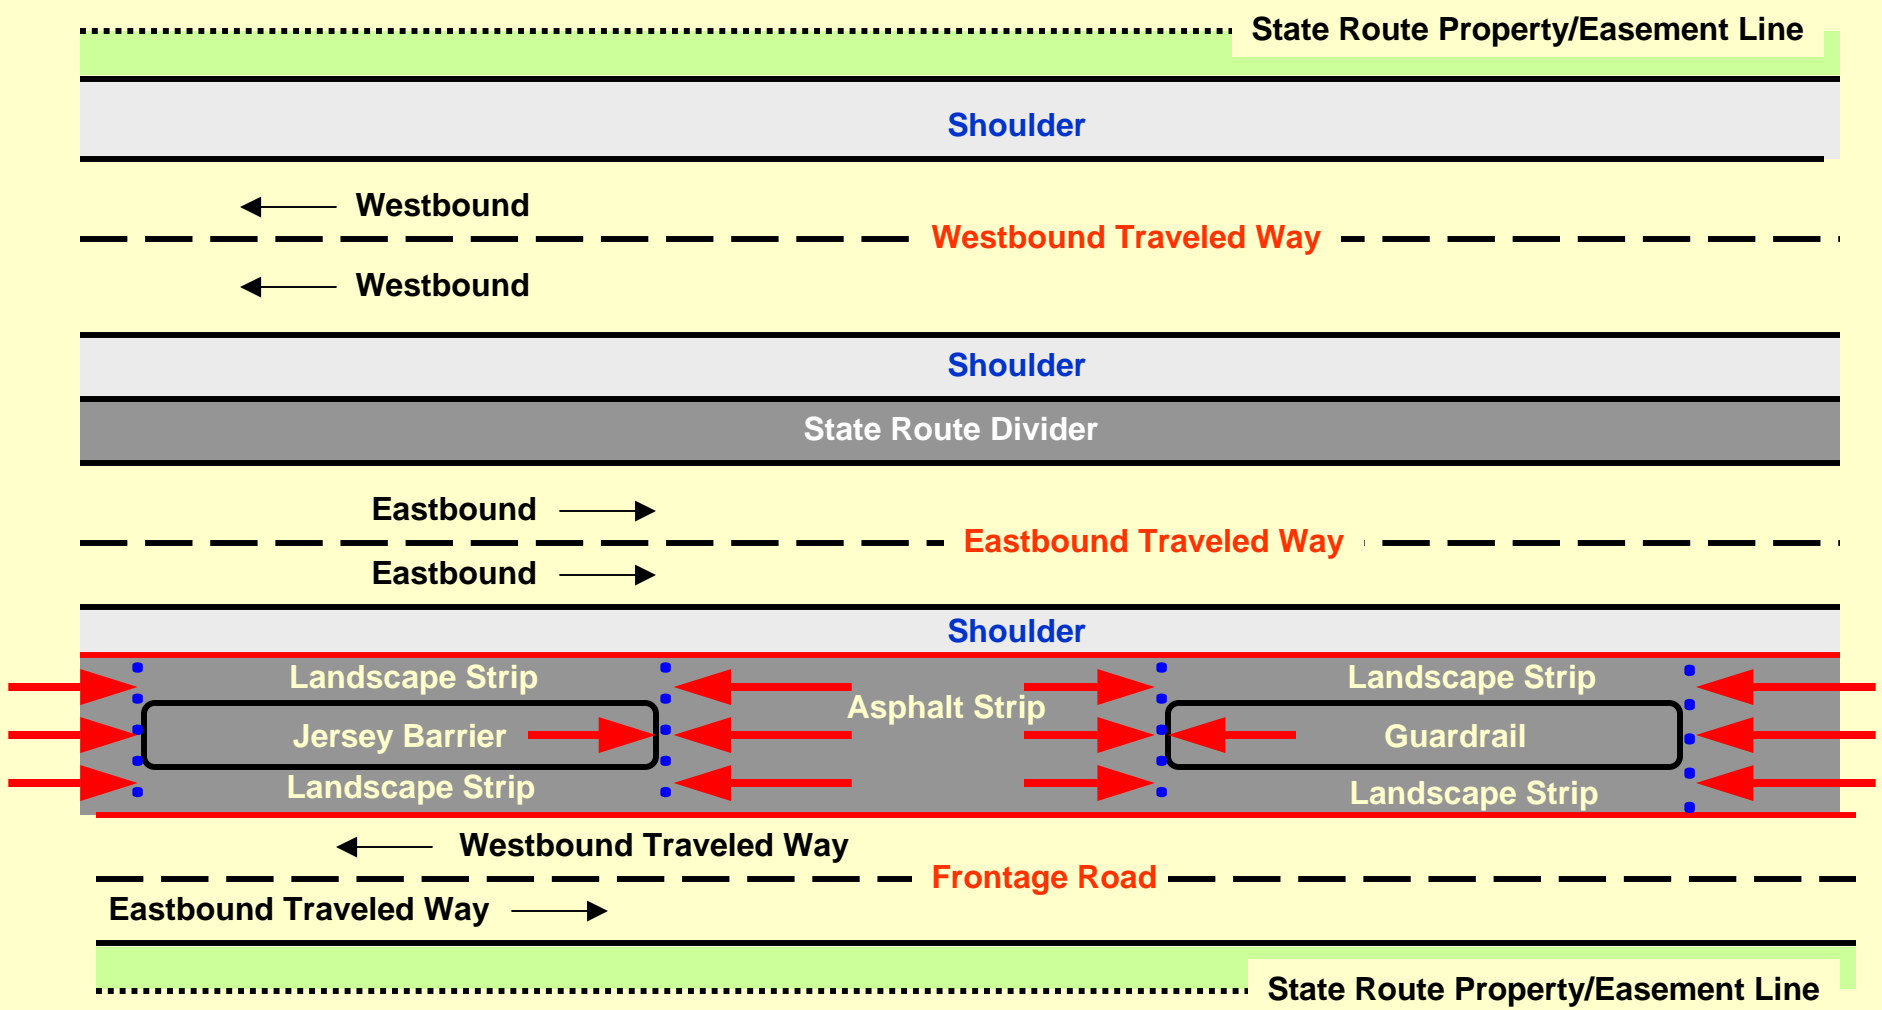 State Route Property/Easement Line
Shoulder
Westbound
Westbound Traveled Way
Westbound
Shoulder
State Route Divider
Eastbound
Eastbound Traveled Way
Eastbound
Shoulder
Landscape Strip
Landscape Strip
Asphalt Strip
Jersey Barrier
Guardrail
Landscape Strip
Landscape Strip
Westbound Traveled Way
Frontage Road
Eastbound Traveled Way
State Route Property/Easement Line